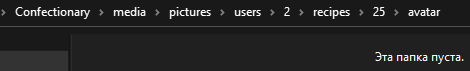 > Confectionary > media > pictures > users > 2 > recipes > 25 > avatar
Эта папка пуста.